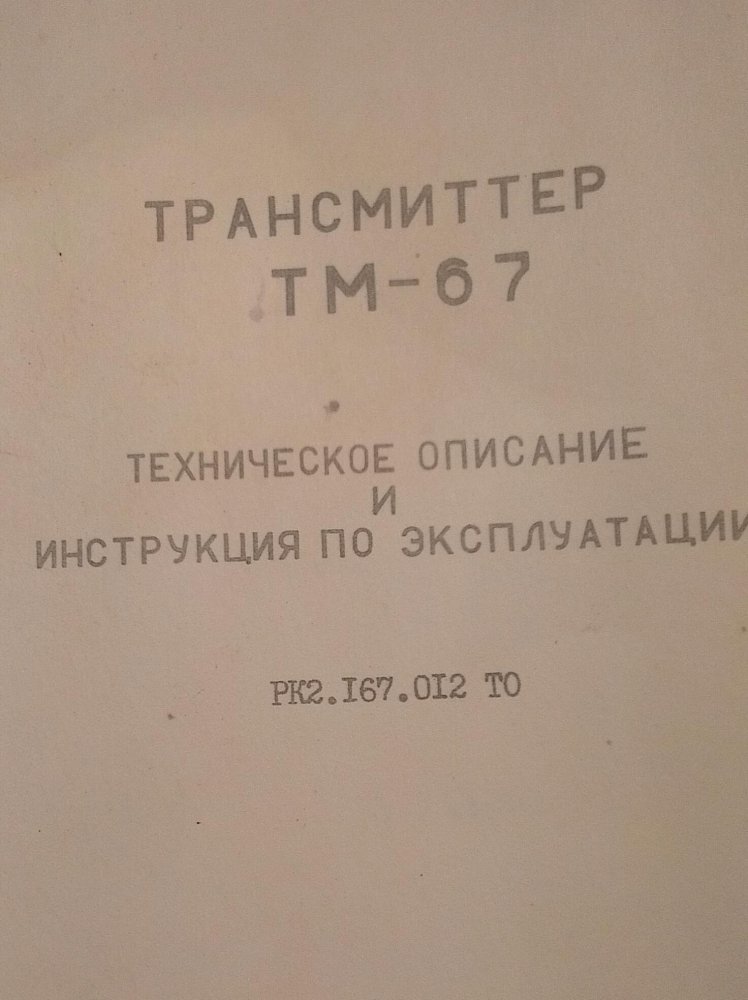 ТРАНСМИТТЕР
ТМ-67
ТЕХНИЧЕСКОЕ ОПИСАНИЕ
И
ИНСТРУКЦИЯ ПО ЭКСПЛУАТАЦИИ
РК2.I67.0I2 ТО